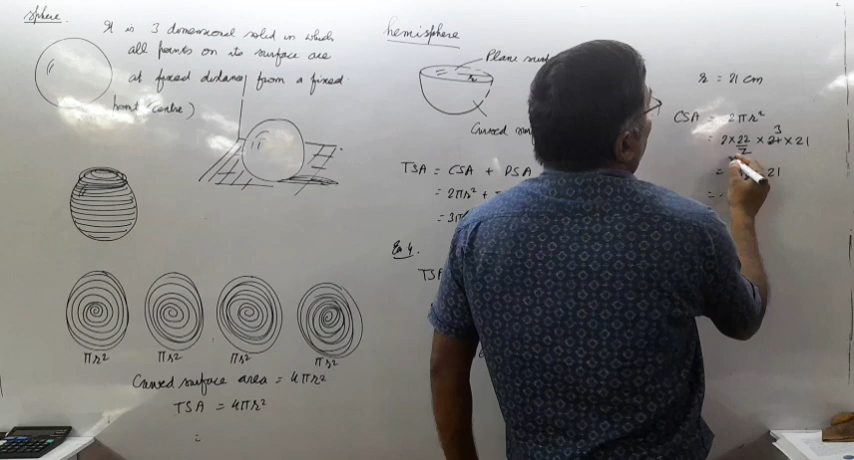 Sphere.
It is 3 dimensional solid in which
all points on its surface are
at fixed distance from a fixed
point (centre)
πr² πr² πr² πr²
Curved surface area = 4πr²
TSA = 4πr²
=
hemisphere
Plane
r
Curved
TSA = CSA + PSA
= 2πr² +
= 3π
Ex 4.
TSA
r = 21 cm
CSA = 2πr²
= 2 × 22/7 × 21 × 21
3
= 21
=